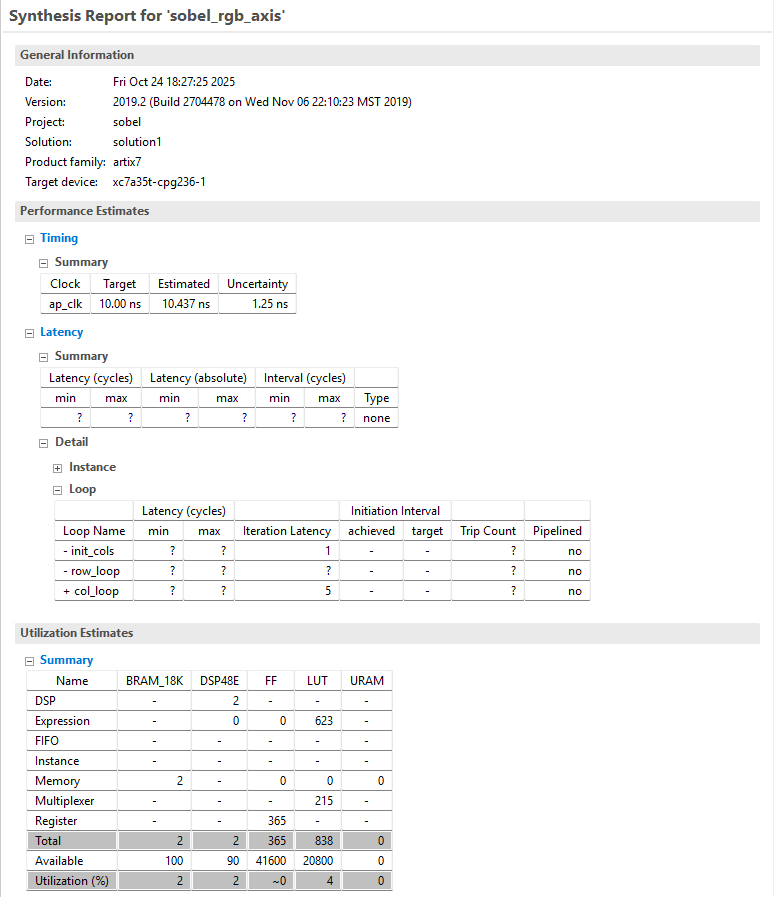 Synthesis Report for 'sobel_rgb_axis'
General Information
Date: Fri Oct 24 18:27:25 2025
Version: 2019.2 (Build 2704478 on Wed Nov 06 22:10:23 MST 2019)
Project: sobel
Solution: solution1
Product family: artix7
Target device: xc7a35t-cpg236-1
Performance Estimates
Timing
Summary
Clock Target Estimated Uncertainty
ap_clk 10.00 ns 10.437 ns 1.25 ns
Latency
Summary
Latency (cycles) Latency (absolute) Interval (cycles)
min max min max min max Type
? ? ? ? ? ? none
Detail
Instance
Loop
Latency (cycles) Initiation Interval
Loop Name min max Iteration Latency achieved target Trip Count Pipelined
- init_cols ? ? 1 - - ? no
- row_loop ? ? ? - - ? no
+ col_loop ? ? 5 - - ? no
Utilization Estimates
Summary
Name BRAM_18K DSP48E FF LUT URAM
DSP - 2 - - -
Expression - 0 0 623 -
FIFO - - - - -
Instance - - - - -
Memory 2 - 0 0 0
Multiplexer - - - 215 -
Register - - 365 - -
Total 2 2 365 838 0
Available 100 90 41600 20800 0
Utilization (%) 2 2 ~0 4 0